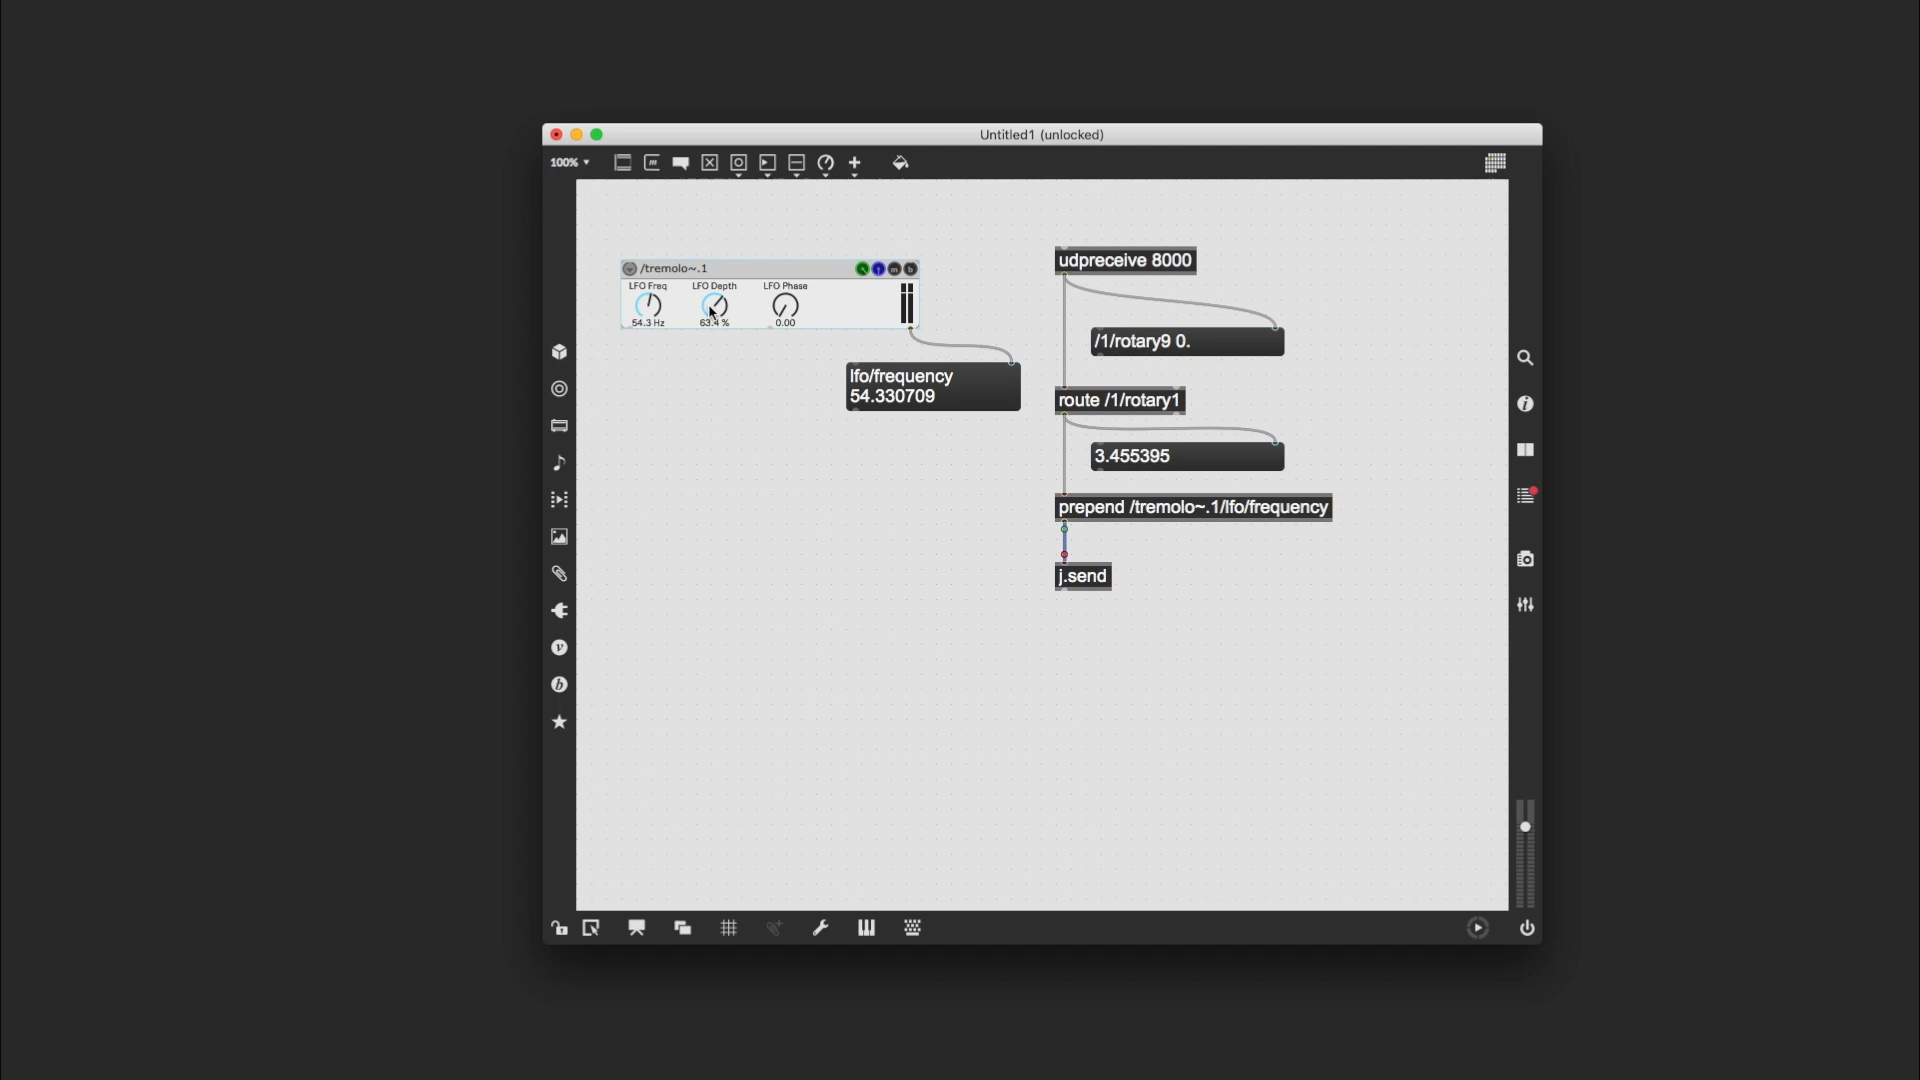 Untitled1 (unlocked)
100%
/tremolo~.1
m
b
LFO Freq
LFO Depth
LFO Phase
54.3 Hz
63.4 %
0.00
lfo/frequency
54.330709
udpreceive 8000
/1/rotary9 0.
route /1/rotary1
3.455395
prepend /tremolo~.1/lfo/frequency
j.send